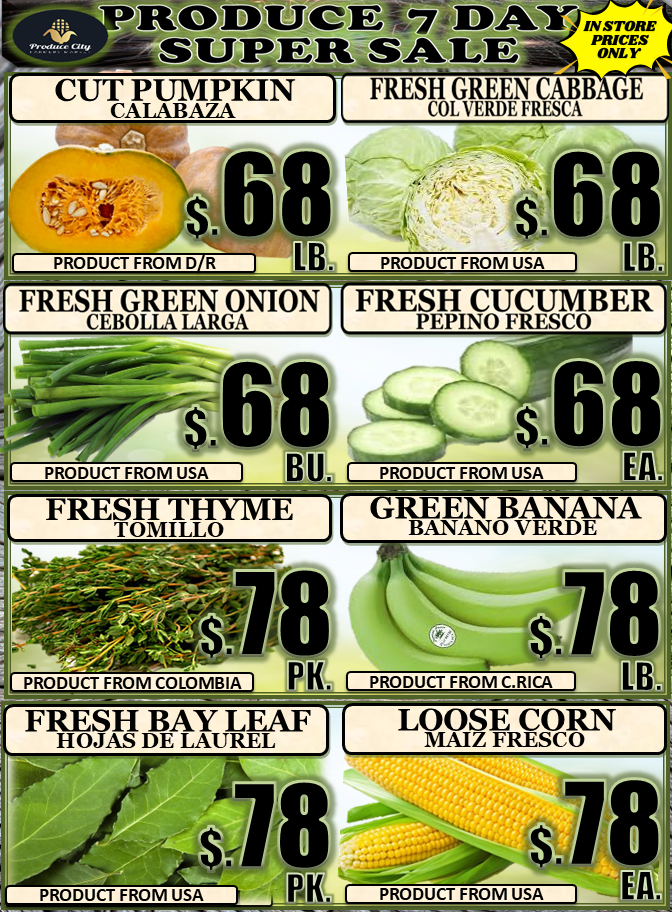 PRODUCE 7 DAY
SUPER SALE
Produce City
IN STORE
PRICES
ONLY
CUT PUMPKIN
CALABAZA
$.68
LB.
PRODUCT FROM D/R
FRESH GREEN CABBAGE
COL VERDE FRESCA
$.68
LB.
PRODUCT FROM USA
FRESH GREEN ONION
CEBOLLA LARGA
$.68
BU.
PRODUCT FROM USA
FRESH CUCUMBER
PEPINO FRESCO
$.68
EA.
PRODUCT FROM USA
FRESH THYME
TOMILLO
$.78
PK.
PRODUCT FROM COLOMBIA
GREEN BANANA
BANANO VERDE
$.78
LB.
PRODUCT FROM C.RICA
FRESH BAY LEAF
HOJAS DE LAUREL
$.78
PK.
PRODUCT FROM USA
LOOSE CORN
MAIZ FRESCO
$.78
EA.
PRODUCT FROM USA